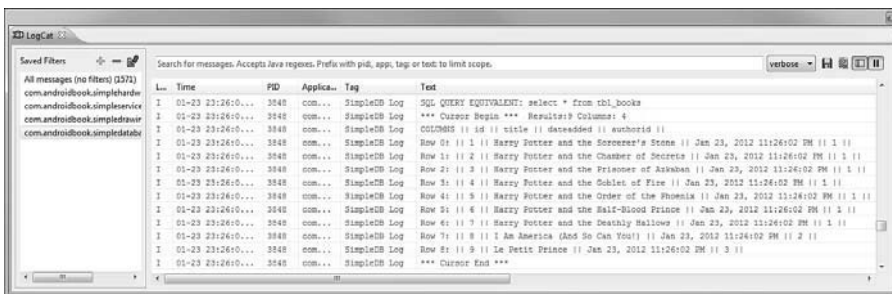 LogCat
Saved Filters
All messages (no filters) (1571)
com.androidbook.simplehardw
com.androidbook.simpleservice
com.androidbook.simpledrawir
com.androidbook.simpledataba
Search for messages. Accepts Java regexes. Prefix with pid:, app:, tag: or text: to limit scope.
verbose
L... Time PID Applica... Tag Text
I 01-23 23:26:0... 3848 com... SimpleDB Log SQL QUERY EQUIVALENT: select * from tbl_books
I 01-23 23:26:0... 3848 com... SimpleDB Log *** Cursor Begin *** Results:9 Columns: 4
I 01-23 23:26:0... 3848 com... SimpleDB Log COLUMNS || id || title || dateadded || authorid ||
I 01-23 23:26:0... 3848 com... SimpleDB Log Row 0: || 1 || Harry Potter and the Sorcerer's Stone || Jan 23, 2012 11:26:02 PM || 1 ||
I 01-23 23:26:0... 3848 com... SimpleDB Log Row 1: || 2 || Harry Potter and the Chamber of Secrets || Jan 23, 2012 11:26:02 PM || 1 ||
I 01-23 23:26:0... 3848 com... SimpleDB Log Row 2: || 3 || Harry Potter and the Prisoner of Azkaban || Jan 23, 2012 11:26:02 PM || 1 ||
I 01-23 23:26:0... 3848 com... SimpleDB Log Row 3: || 4 || Harry Potter and the Goblet of Fire || Jan 23, 2012 11:26:02 PM || 1 ||
I 01-23 23:26:0... 3848 com... SimpleDB Log Row 4: || 5 || Harry Potter and the Order of the Phoenix || Jan 23, 2012 11:26:02 PM || 1 ||
I 01-23 23:26:0... 3848 com... SimpleDB Log Row 5: || 6 || Harry Potter and the Half-Blood Prince || Jan 23, 2012 11:26:02 PM || 1 ||
I 01-23 23:26:0... 3848 com... SimpleDB Log Row 6: || 7 || Harry Potter and the Deathly Hallows || Jan 23, 2012 11:26:02 PM || 1 ||
I 01-23 23:26:0... 3848 com... SimpleDB Log Row 7: || 8 || I Am America (And So Can You!) || Jan 23, 2012 11:26:02 PM || 2 ||
I 01-23 23:26:0... 3848 com... SimpleDB Log Row 8: || 9 || Le Petit Prince || Jan 23, 2012 11:26:02 PM || 3 ||
I 01-23 23:26:0... 3848 com... SimpleDB Log *** Cursor End ***